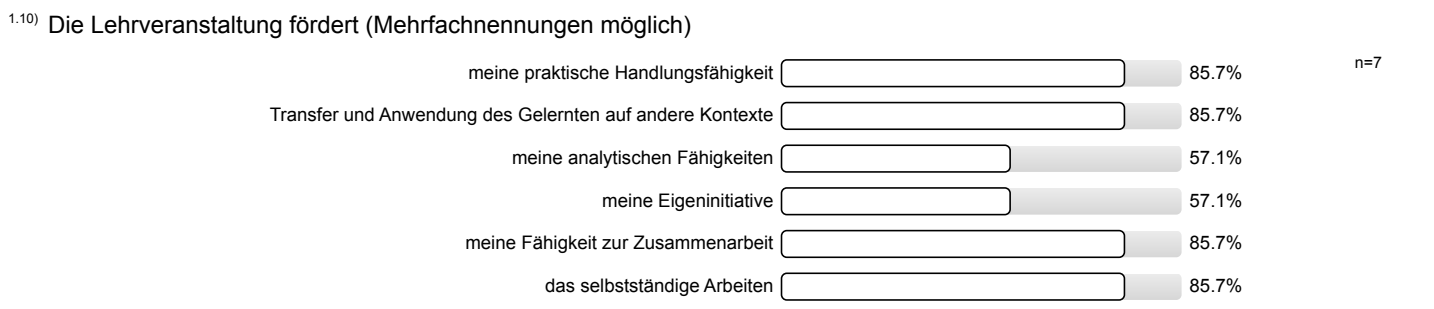 1.10) Die Lehrveranstaltung fördert (Mehrfachnennungen möglich)
n=7
meine praktische Handlungsfähigkeit 85.7%
Transfer und Anwendung des Gelernten auf andere Kontexte 85.7%
meine analytischen Fähigkeiten 57.1%
meine Eigeninitiative 57.1%
meine Fähigkeit zur Zusammenarbeit 85.7%
das selbstständige Arbeiten 85.7%